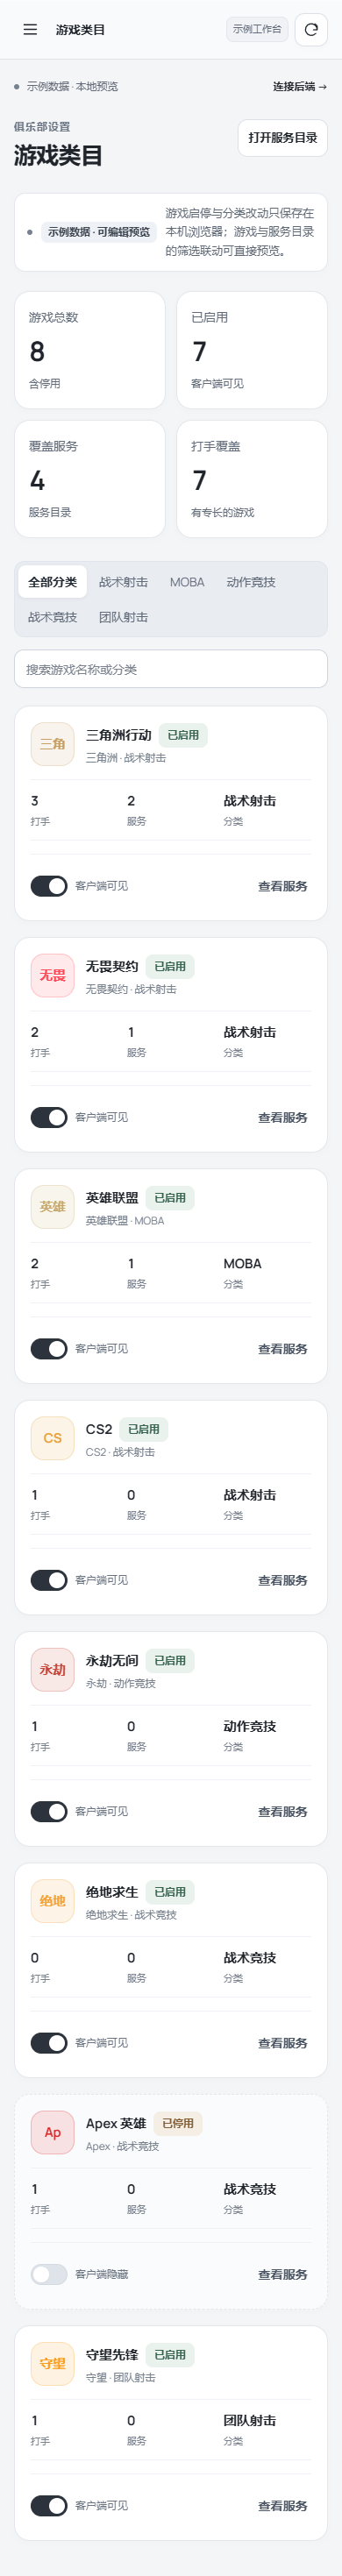 游戏类目
示例工作台
示例数据 · 本地预览
连接后端 →
俱乐部设置
游戏类目
打开服务目录
示例数据 · 可编辑预览
游戏启停与分类改动只保存在
本机浏览器；游戏与服务目录
的筛选联动可直接预览。
游戏总数
8
含停用
已启用
7
客户端可见
覆盖服务
4
服务目录
打手覆盖
7
有专长的游戏
全部分类 战术射击 MOBA 动作竞技
战术竞技 团队射击
搜索游戏名称或分类
三角
三角洲行动 已启用
三角洲 · 战术射击
3 2 战术射击
打手 服务 分类
客户端可见 查看服务
无畏
无畏契约 已启用
无畏契约 · 战术射击
2 1 战术射击
打手 服务 分类
客户端可见 查看服务
英雄
英雄联盟 已启用
英雄联盟 · MOBA
2 1 MOBA
打手 服务 分类
客户端可见 查看服务
CS
CS2 已启用
CS2 · 战术射击
1 0 战术射击
打手 服务 分类
客户端可见 查看服务
永劫
永劫无间 已启用
永劫 · 动作竞技
1 0 动作竞技
打手 服务 分类
客户端可见 查看服务
绝地
绝地求生 已启用
绝地求生 · 战术竞技
0 0 战术竞技
打手 服务 分类
客户端可见 查看服务
Ap
Apex 英雄 已停用
Apex · 战术竞技
1 0 战术竞技
打手 服务 分类
客户端隐藏 查看服务
守望
守望先锋 已启用
守望 · 团队射击
1 0 团队射击
打手 服务 分类
客户端可见 查看服务